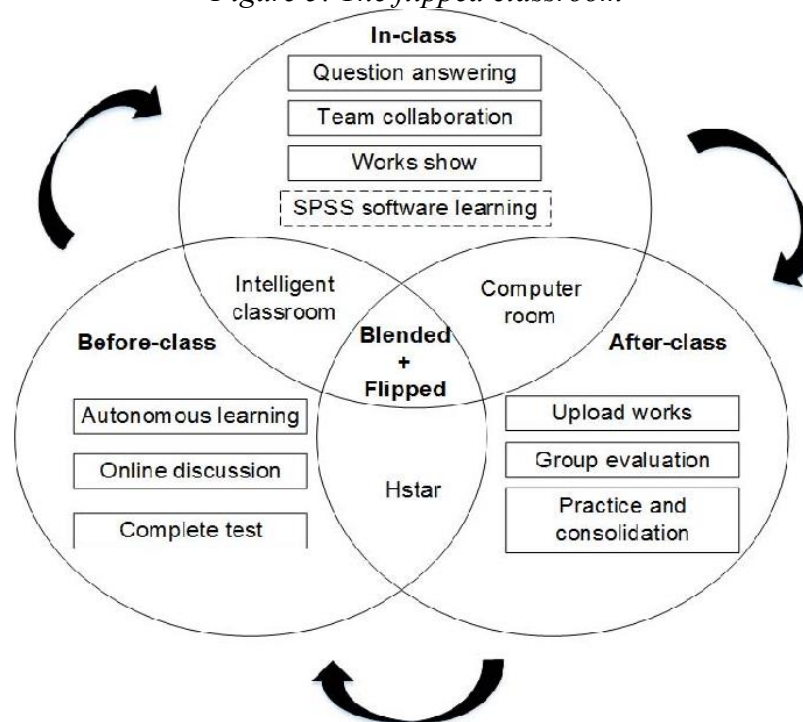 The flipped classroom
In-class
Question answering
Team collaboration
Works show
SPSS software learning
Intelligent
classroom
Computer
room
Before-class
Blended
+
Flipped
After-class
Autonomous learning
Online discussion
Complete test
Hstar
Upload works
Group evaluation
Practice and
consolidation